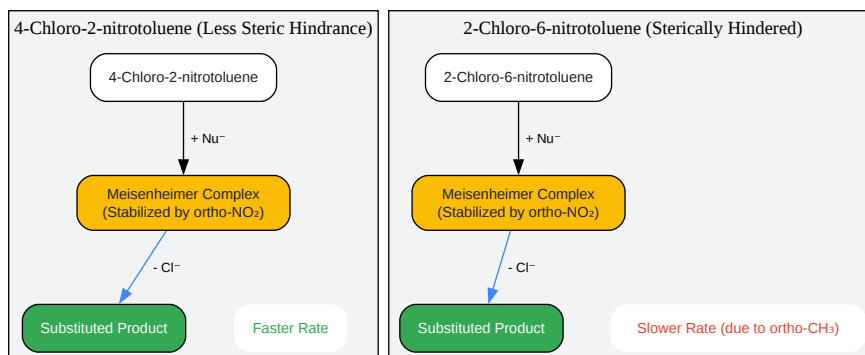 4-Chloro-2-nitrotoluene (Less Steric Hindrance)
4-Chloro-2-nitrotoluene
+ Nu⁻
Meisenheimer Complex
(Stabilized by ortho-NO₂)
- Cl⁻
Substituted Product
Faster Rate
2-Chloro-6-nitrotoluene (Sterically Hindered)
2-Chloro-6-nitrotoluene
+ Nu⁻
Meisenheimer Complex
(Stabilized by ortho-NO₂)
- Cl⁻
Substituted Product
Slower Rate (due to ortho-CH₃)